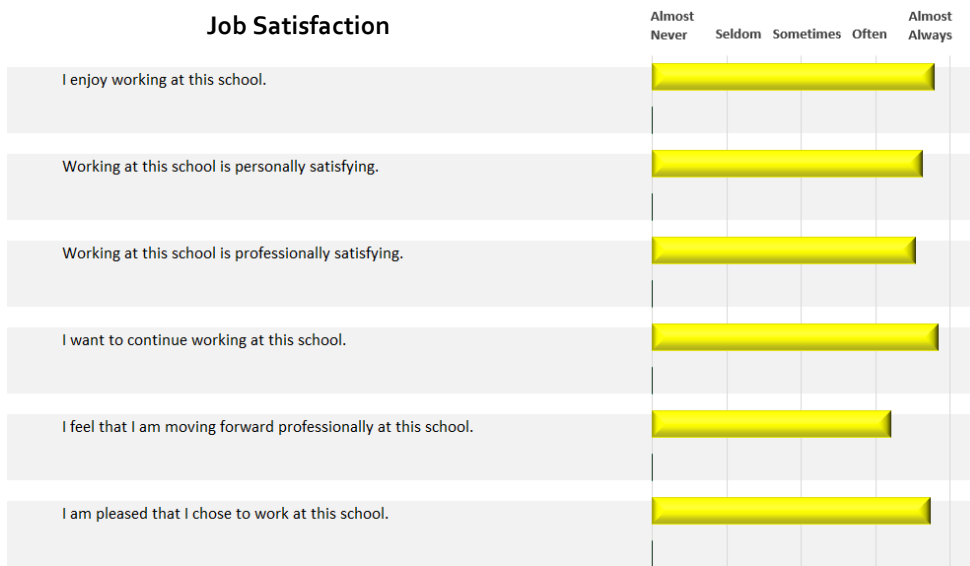 Job Satisfaction
Almost Never Seldom Sometimes Often Almost Always
I enjoy working at this school.
Working at this school is personally satisfying.
Working at this school is professionally satisfying.
I want to continue working at this school.
I feel that I am moving forward professionally at this school.
I am pleased that I chose to work at this school.